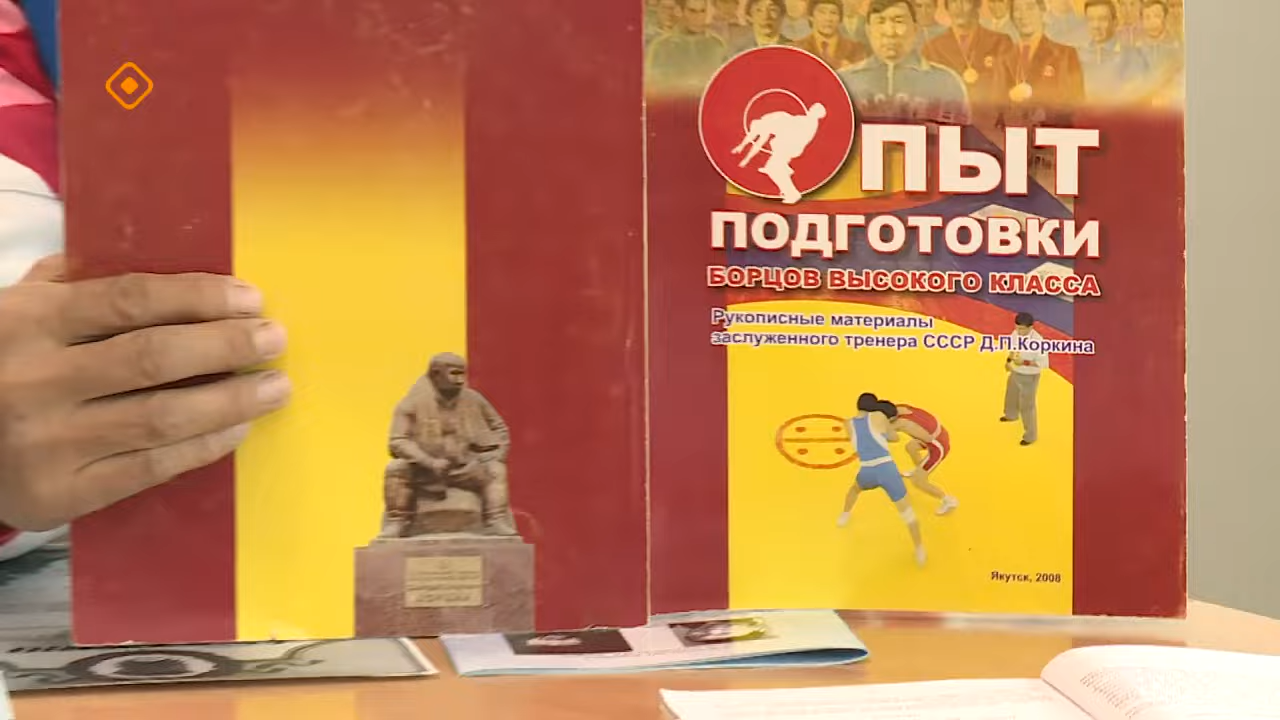 ОПЫТ
ПОДГОТОВКИ
БОРЦОВ ВЫСОКОГО КЛАССА
Рукописные материалы
заслуженного тренера СССР Д.П.Коркина
Якутск, 2008